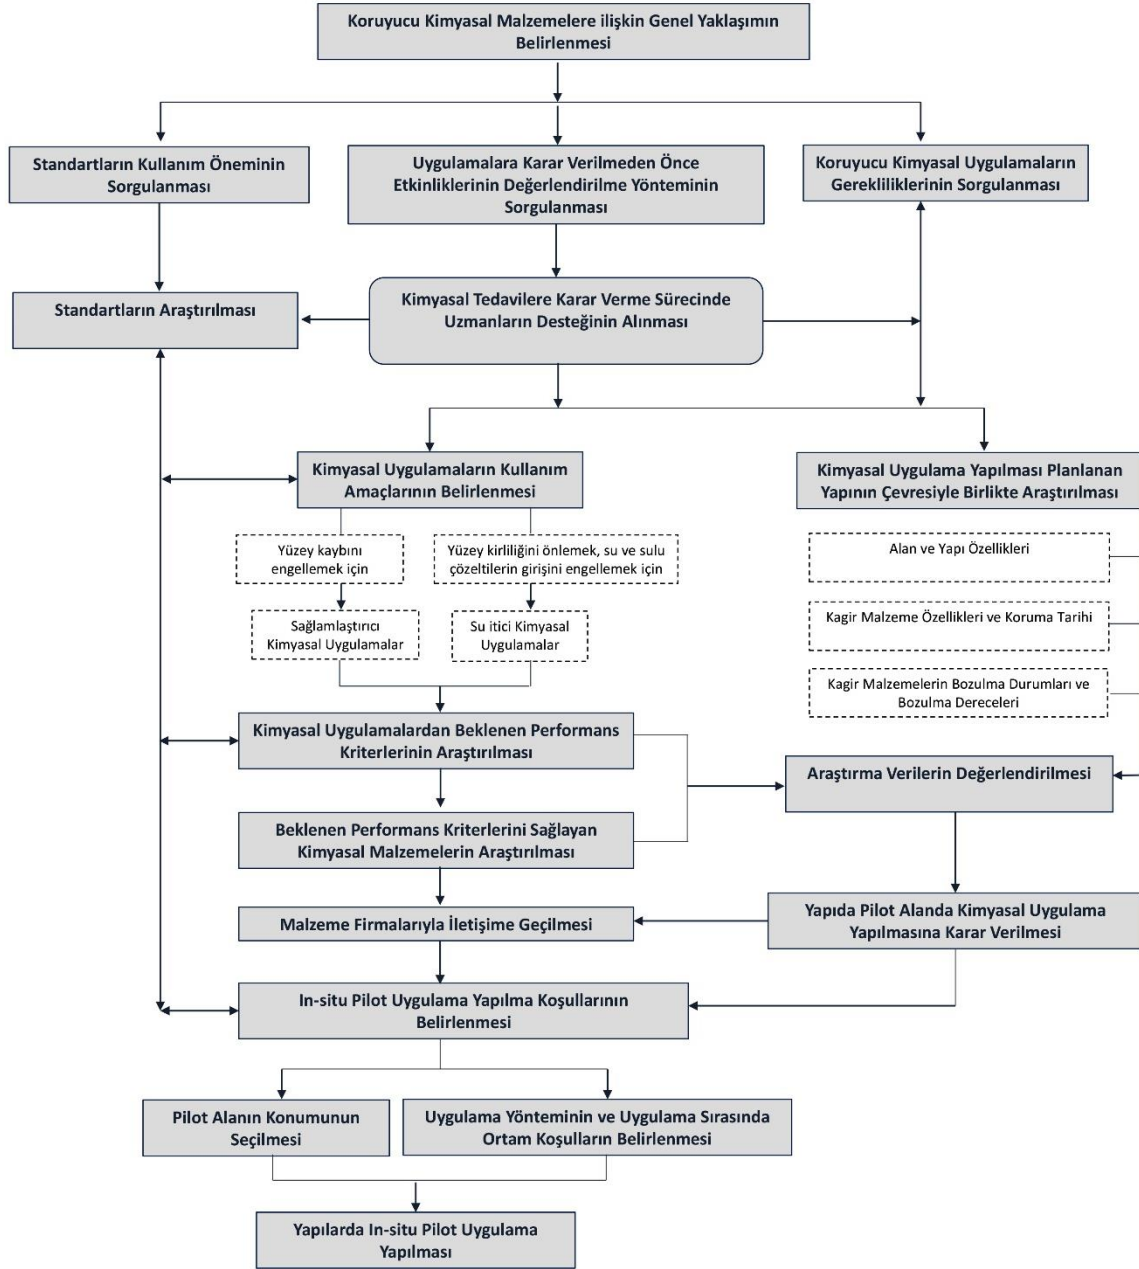 Koruyucu Kimyasal Malzemelere ilişkin Genel Yaklaşımın
Belirlenmesi
Standartların Kullanım Öneminin
Sorgulanması
Uygulamalara Karar Verilmeden Önce
Etkinliklerinin Değerlendirilme Yönteminin
Sorgulanması
Koruyucu Kimyasal Uygulamaların
Gerekliliklerinin Sorgulanması
Standartların Araştırılması
Kimyasal Tedavilere Karar Verme Sürecinde
Uzmanların Desteğinin Alınması
Kimyasal Uygulamaların Kullanım
Amaçlarının Belirlenmesi
Kimyasal Uygulama Yapılması Planlanan
Yapının Çevresiyle Birlikte Araştırılması
Yüzey kaybını
engellemek için
Yüzey kirliliğini önlemek, su ve sulu
çözeltilerin girişini engellemek için
Alan ve Yapı Özellikleri
Sağlamlaştırıcı
Kimyasal Uygulamalar
Su itici Kimyasal
Uygulamalar
Kagir Malzeme Özellikleri ve Koruma Tarihi
Kagir Malzemelerin Bozulma Durumları ve
Bozulma Dereceleri
Kimyasal Uygulamalardan Beklenen Performans
Kriterlerinin Araştırılması
Araştırma Verilerin Değerlendirilmesi
Beklenen Performans Kriterlerini Sağlayan
Kimyasal Malzemelerin Araştırılması
Malzeme Firmalarıyla İletişime Geçilmesi
Yapıda Pilot Alanda Kimyasal Uygulama
Yapılmasına Karar Verilmesi
In-situ Pilot Uygulama Yapılma Koşullarının
Belirlenmesi
Pilot Alanın Konumunun
Seçilmesi
Uygulama Yönteminin ve Uygulama Sırasında
Ortam Koşulların Belirlenmesi
Yapılarda In-situ Pilot Uygulama
Yapılması